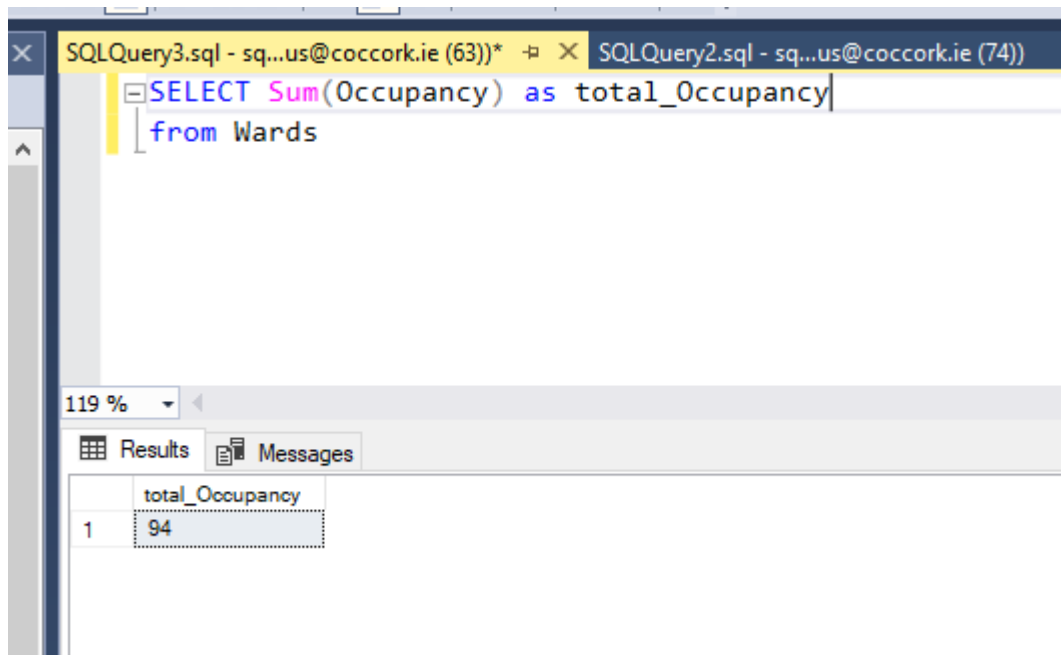 SQLQuery3.sql - sq...us@coccork.ie (63))* SQLQuery2.sql - sq...us@coccork.ie (74))
SELECT Sum(Occupancy) as total_Occupancy
from Wards
119 %
Results Messages
total_Occupancy
1 94